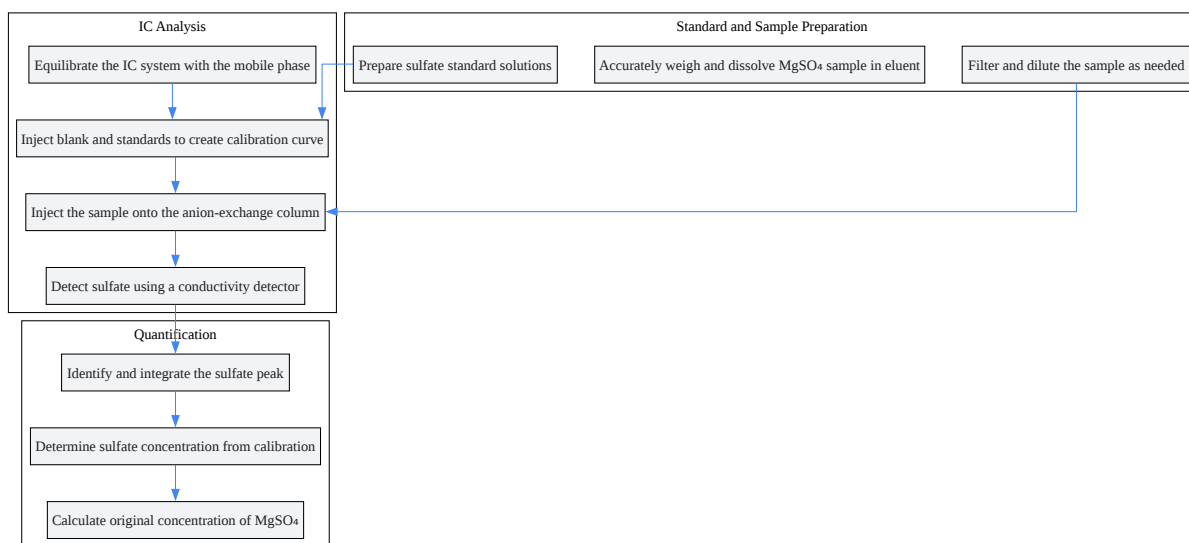 IC Analysis
Equilibrate the IC system with the mobile phase
Inject blank and standards to create calibration curve
Inject the sample onto the anion-exchange column
Detect sulfate using a conductivity detector
Standard and Sample Preparation
Prepare sulfate standard solutions
Accurately weigh and dissolve MgSO₄ sample in eluent
Filter and dilute the sample as needed
Quantification
Identify and integrate the sulfate peak
Determine sulfate concentration from calibration
Calculate original concentration of MgSO₄